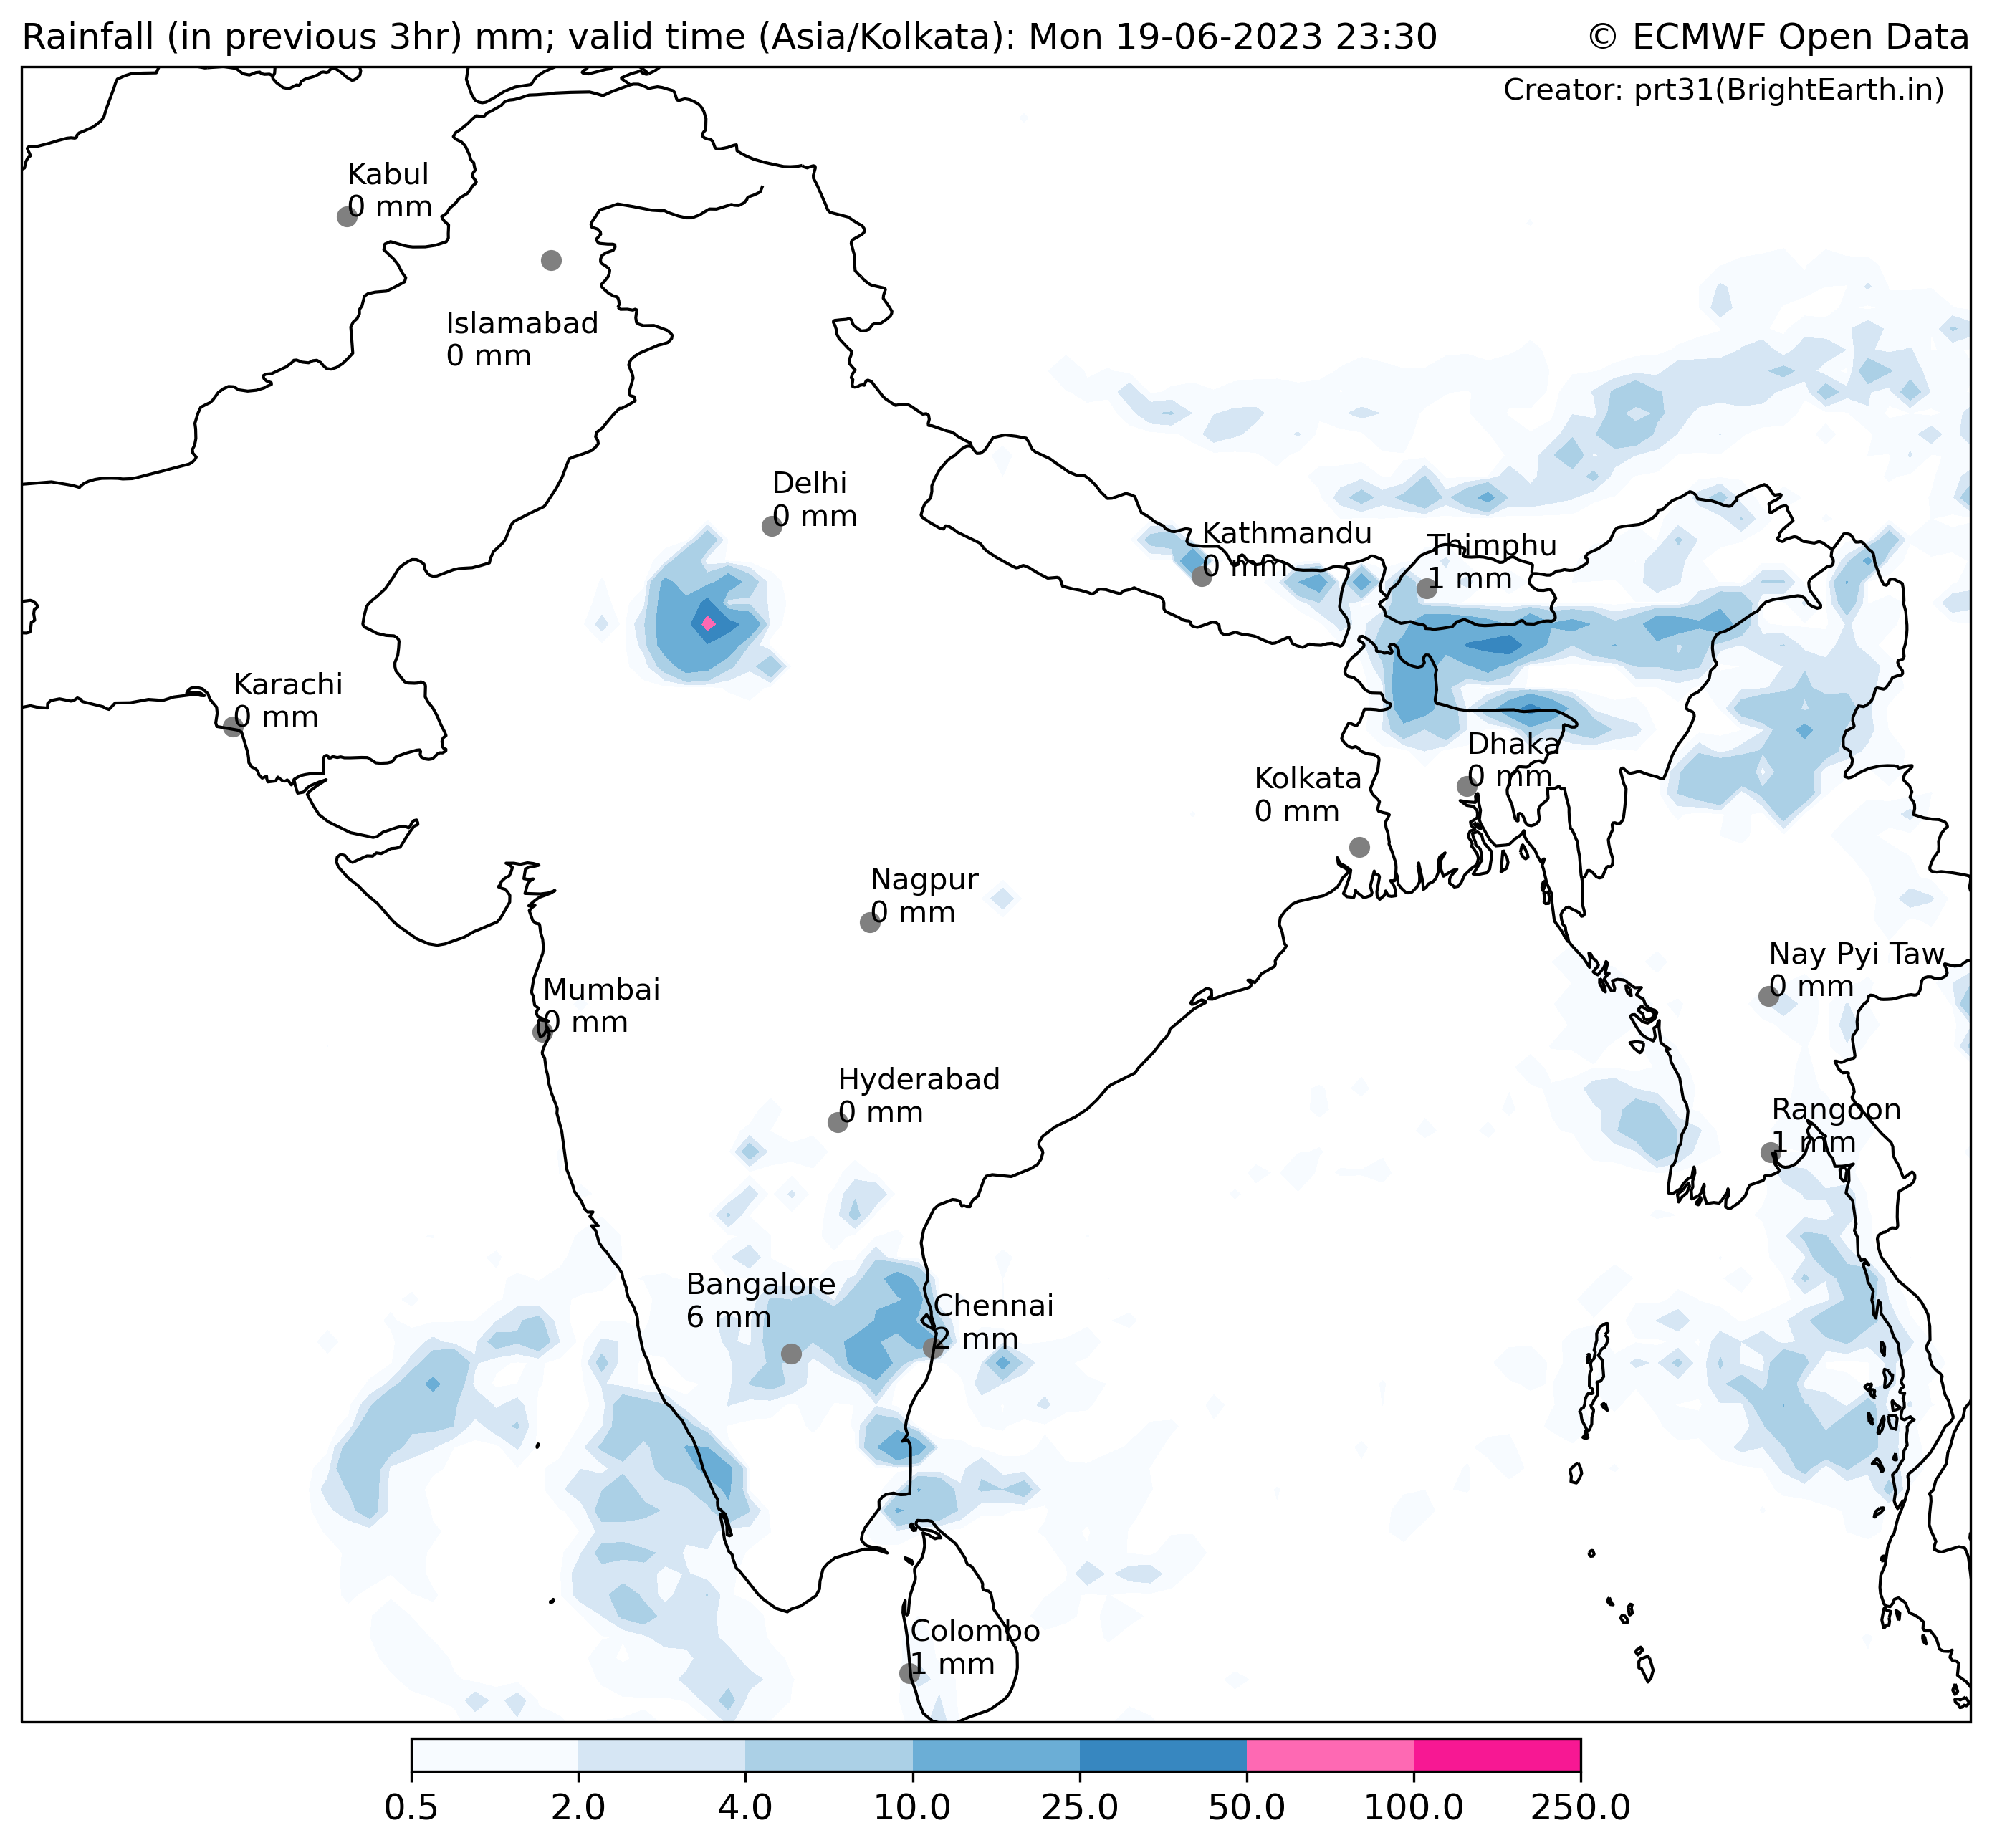 Rainfall (in previous 3hr) mm; valid time (Asia/Kolkata): Mon 19-06-2023 23:30
© ECMWF Open Data
Creator: prt31(BrightEarth.in)
Kabul
0 mm
Islamabad
0 mm
Delhi
0 mm
Kathmandu
0 mm
Thimphu
1 mm
Karachi
0 mm
Dhaka
0 mm
Kolkata
0 mm
Nagpur
0 mm
Nay Pyi Taw
0 mm
Mumbai
0 mm
Hyderabad
0 mm
Rangoon
1 mm
Bangalore
6 mm
Chennai
2 mm
Colombo
1 mm
0.5 2.0 4.0 10.0 25.0 50.0 100.0 250.0